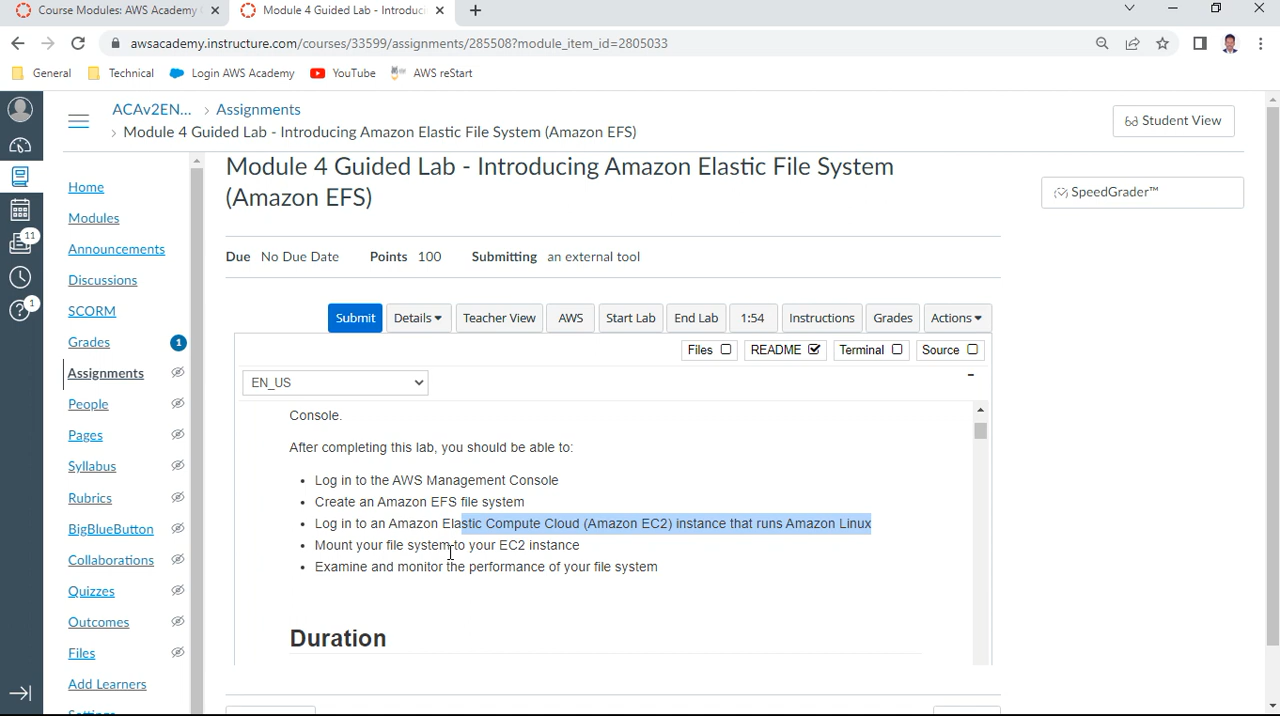 Course Modules: AWS Academy
Module 4 Guided Lab - Introduci
awsacademy.instructure.com/courses/33599/assignments/285508?module_item_id=2805033
General
Technical
Login AWS Academy
YouTube
AWS reStart
ACAv2EN... > Assignments
> Module 4 Guided Lab - Introducing Amazon Elastic File System (Amazon EFS)
Student View
Module 4 Guided Lab - Introducing Amazon Elastic File System
(Amazon EFS)
SpeedGrader™
Due No Due Date Points 100 Submitting an external tool
Home
Modules
Announcements
Discussions
SCORM
Grades 1
Assignments
People
Pages
Syllabus
Rubrics
BigBlueButton
Collaborations
Quizzes
Outcomes
Files
Add Learners
11
1
Submit Details Teacher View AWS Start Lab End Lab 1:54 Instructions Grades Actions
Files README Terminal Source
EN_US
Console.
After completing this lab, you should be able to:
• Log in to the AWS Management Console
• Create an Amazon EFS file system
• Log in to an Amazon Elastic Compute Cloud (Amazon EC2) instance that runs Amazon Linux
• Mount your file system to your EC2 instance
• Examine and monitor the performance of your file system
Duration